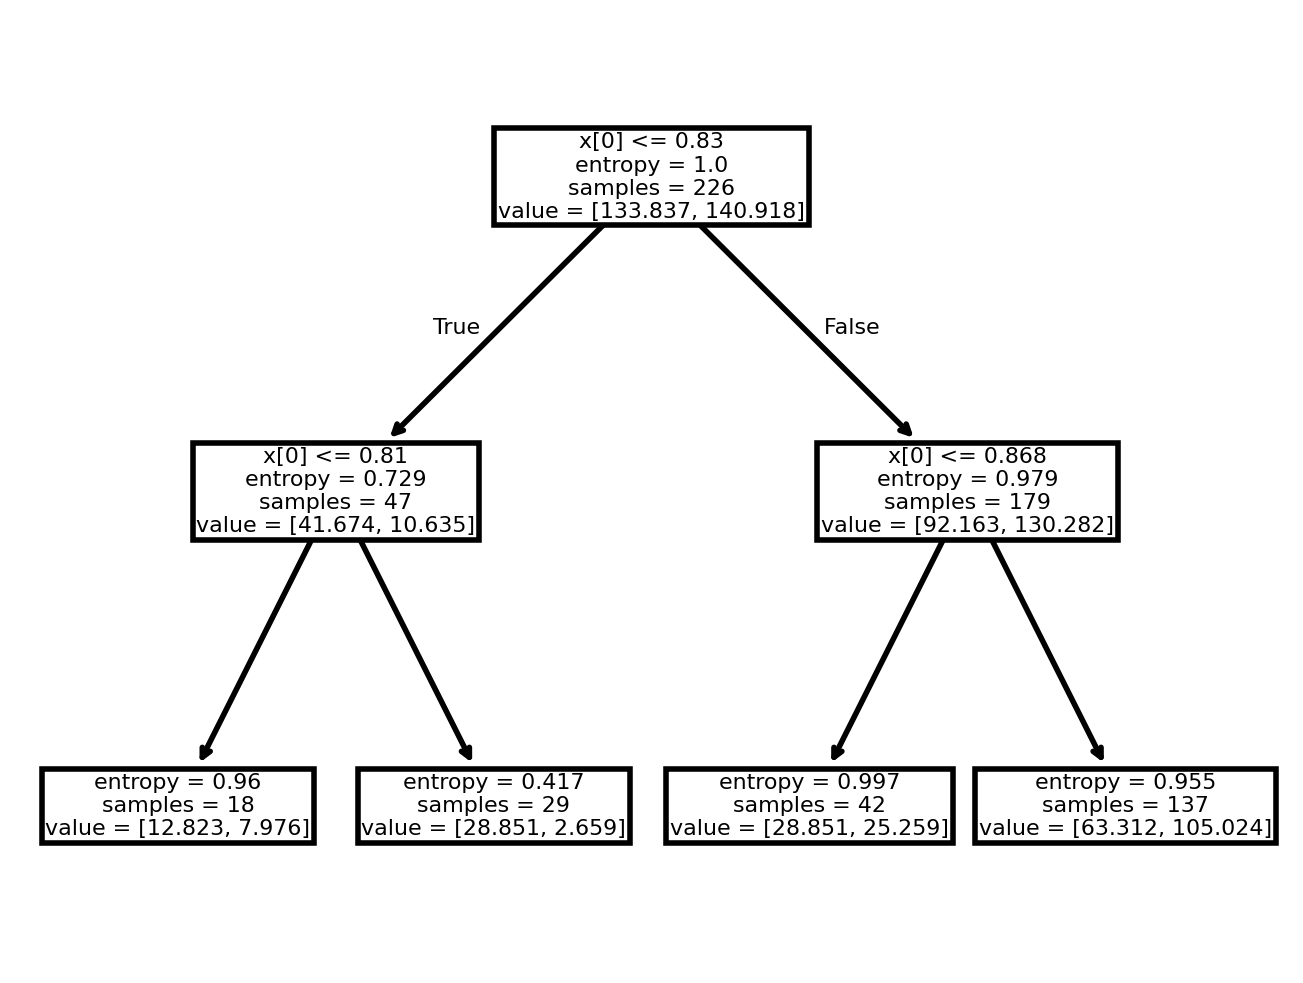 x[0] <= 0.83
entropy = 1.0
samples = 226
value = [133.837, 140.918]
True
False
x[0] <= 0.81
entropy = 0.729
samples = 47
value = [41.674, 10.635]
x[0] <= 0.868
entropy = 0.979
samples = 179
value = [92.163, 130.282]
entropy = 0.96
samples = 18
value = [12.823, 7.976]
entropy = 0.417
samples = 29
value = [28.851, 2.659]
entropy = 0.997
samples = 42
value = [28.851, 25.259]
entropy = 0.955
samples = 137
value = [63.312, 105.024]